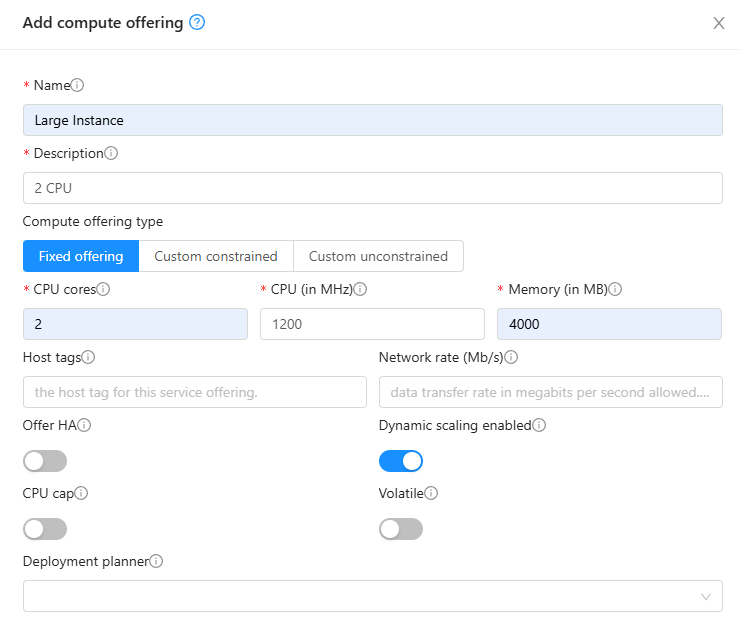 Add compute offering
* Name
Large Instance
* Description
2 CPU
Compute offering type
Fixed offering Custom constrained Custom unconstrained
* CPU cores * CPU (in MHz) * Memory (in MB)
2 1200 4000
Host tags Network rate (Mb/s)
the host tag for this service offering. data transfer rate in megabits per second allowed....
Offer HA Dynamic scaling enabled
CPU cap Volatile
Deployment planner